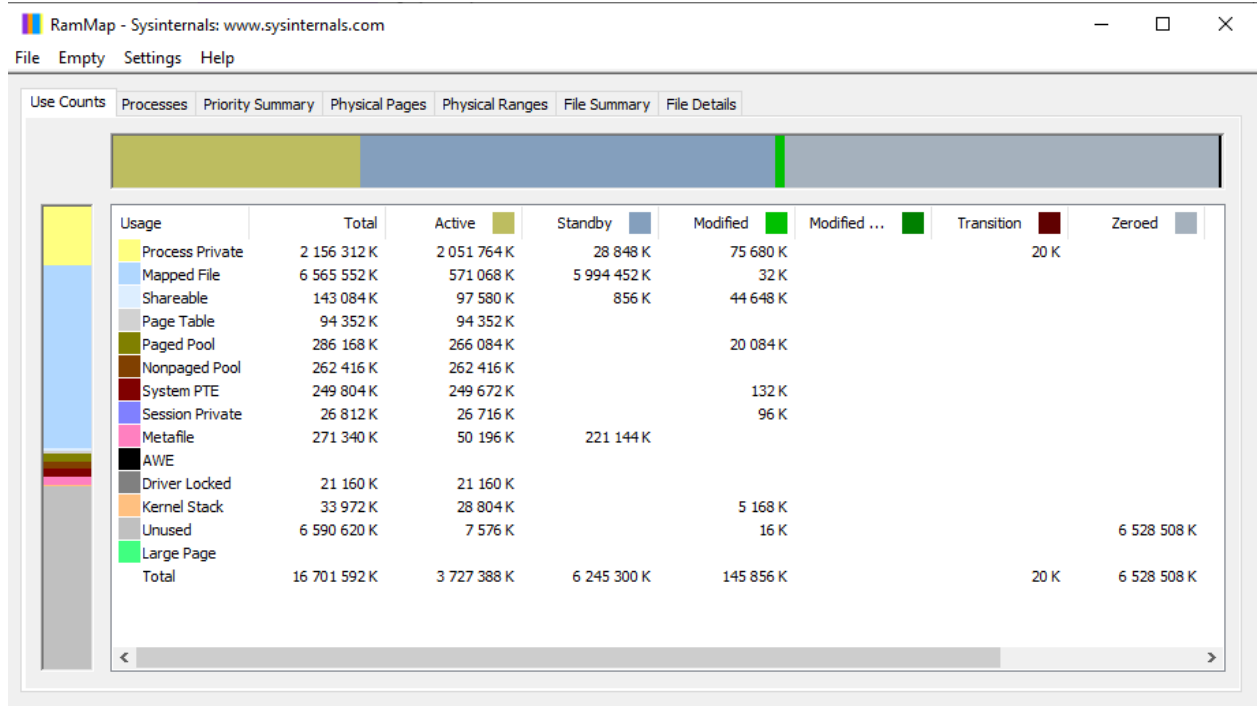 RamMap - Sysinternals: www.sysinternals.com
File Empty Settings Help
Use Counts Processes Priority Summary Physical Pages Physical Ranges File Summary File Details
Usage Total Active Standby Modified Modified ... Transition Zeroed
Process Private 2 156 312 K 2 051 764 K 28 848 K 75 680 K 20 K
Mapped File 6 565 552 K 571 068 K 5 994 452 K 32 K
Shareable 143 084 K 97 580 K 856 K 44 648 K
Page Table 94 352 K 94 352 K
Paged Pool 286 168 K 266 084 K 20 084 K
Nonpaged Pool 262 416 K 262 416 K
System PTE 249 804 K 249 672 K 132 K
Session Private 26 812 K 26 716 K 96 K
Metafile 271 340 K 50 196 K 221 144 K
AWE
Driver Locked 21 160 K 21 160 K
Kernel Stack 33 972 K 28 804 K 5 168 K
Unused 6 590 620 K 7 576 K 16 K 6 528 508 K
Large Page
Total 16 701 592 K 3 727 388 K 6 245 300 K 145 856 K 20 K 6 528 508 K